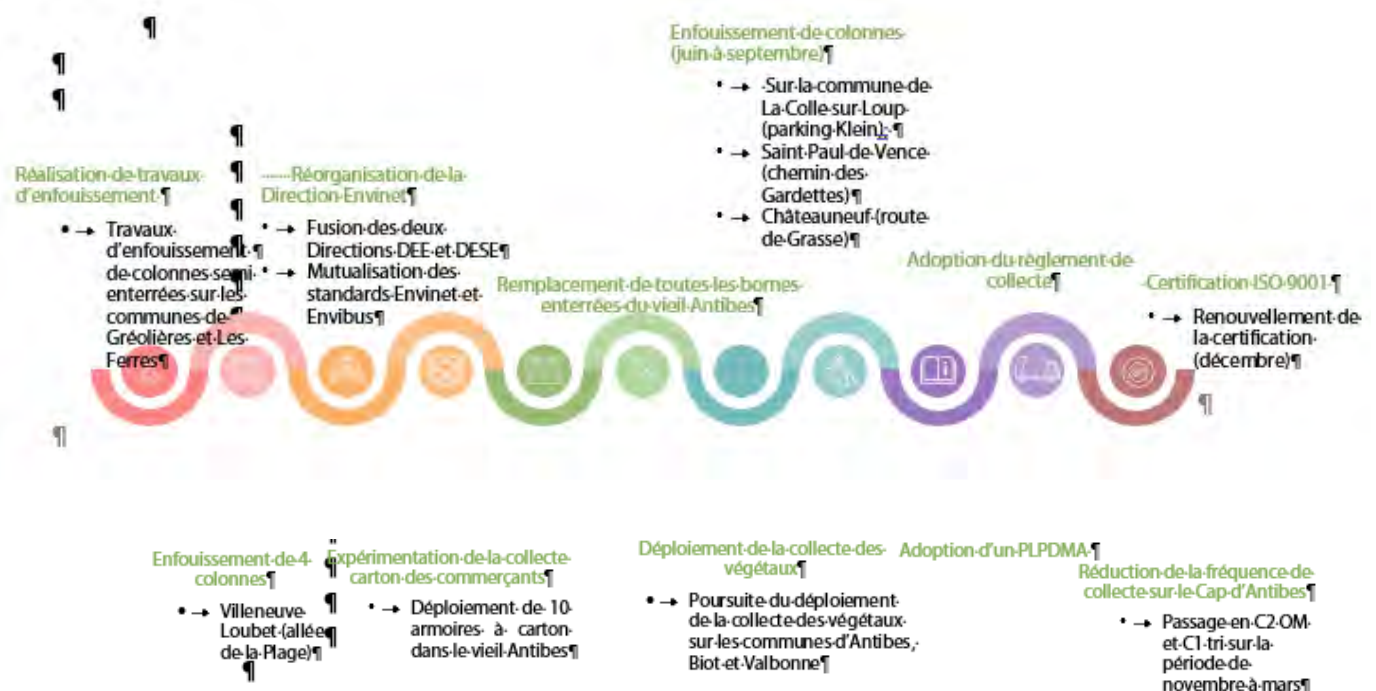 Enfouissement de colonnes
(juin à septembre)¶
• → Sur la commune de
La Colle sur Loup
(parking Klein); ¶
• → Saint Paul de Vence
(chemin des
Gardettes)¶
• → Châteauneuf (route
de Grasse)¶
Réalisation de travaux
d'enfouissement ¶
• → Travaux
d'enfouissement ¶
de colonnes semi-
enterrées sur les
communes de
Gréolières et Les
Ferres¶
Réorganisation de la
Direction Envinet¶
• → Fusion des deux
Directions DEE et DESE¶
• → Mutualisation des
standards Envinet et
Envibus¶
Remplacement de toutes les bornes
enterrées du vieil Antibes¶
Adoption du règlement de
collecte¶
Certification ISO 9001 ¶
• → Renouvellement de
la certification
(décembre)¶
Enfouissement de 4
colonnes¶
• → Villeneuve
Loubet (allée
de la Plage)¶
Expérimentation de la collecte
carton des commerçants¶
• → Déploiement de 10
armoires à carton
dans le vieil Antibes¶
Déploiement de la collecte des
végétaux¶
• → Poursuite du déploiement
de la collecte des végétaux
sur les communes d'Antibes,
Biot et Valbonne¶
Adoption d'un PLPDMA ¶
Réduction de la fréquence de
collecte sur le Cap d'Antibes¶
• → Passage en C2 OM
et C1 tri sur la
période de
novembre à mars¶